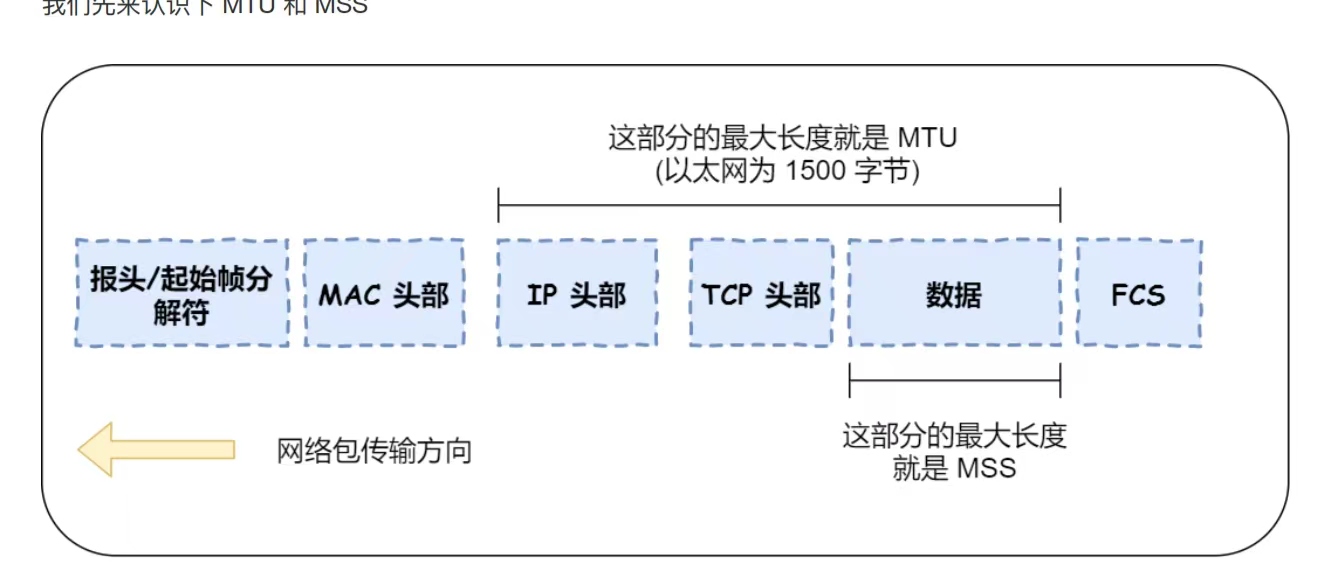 我们先来认识下 MTU 和 MSS
这部分的最大长度就是 MTU
(以太网为 1500 字节)
报头/起始帧分
解符
MAC 头部
IP 头部
TCP 头部
数据
FCS
网络包传输方向
这部分的最大长度
就是 MSS